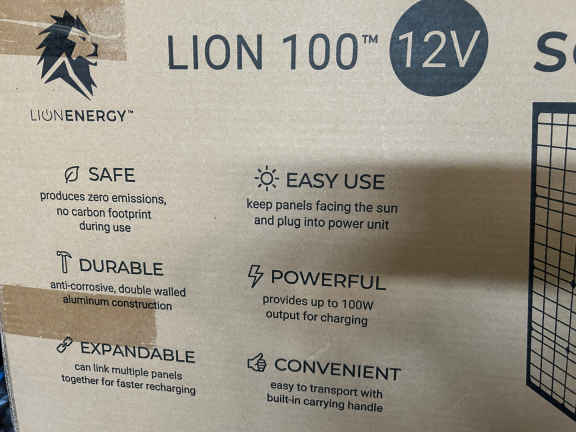 LION 100™ 12V
LIONENERGY™
SAFE
produces zero emissions,
no carbon footprint
during use
EASY USE
keep panels facing the sun
and plug into power unit
DURABLE
anti-corrosive, double walled
aluminum construction
POWERFUL
provides up to 100W
output for charging
EXPANDABLE
can link multiple panels
together for faster recharging
CONVENIENT
easy to transport with
built-in carrying handle